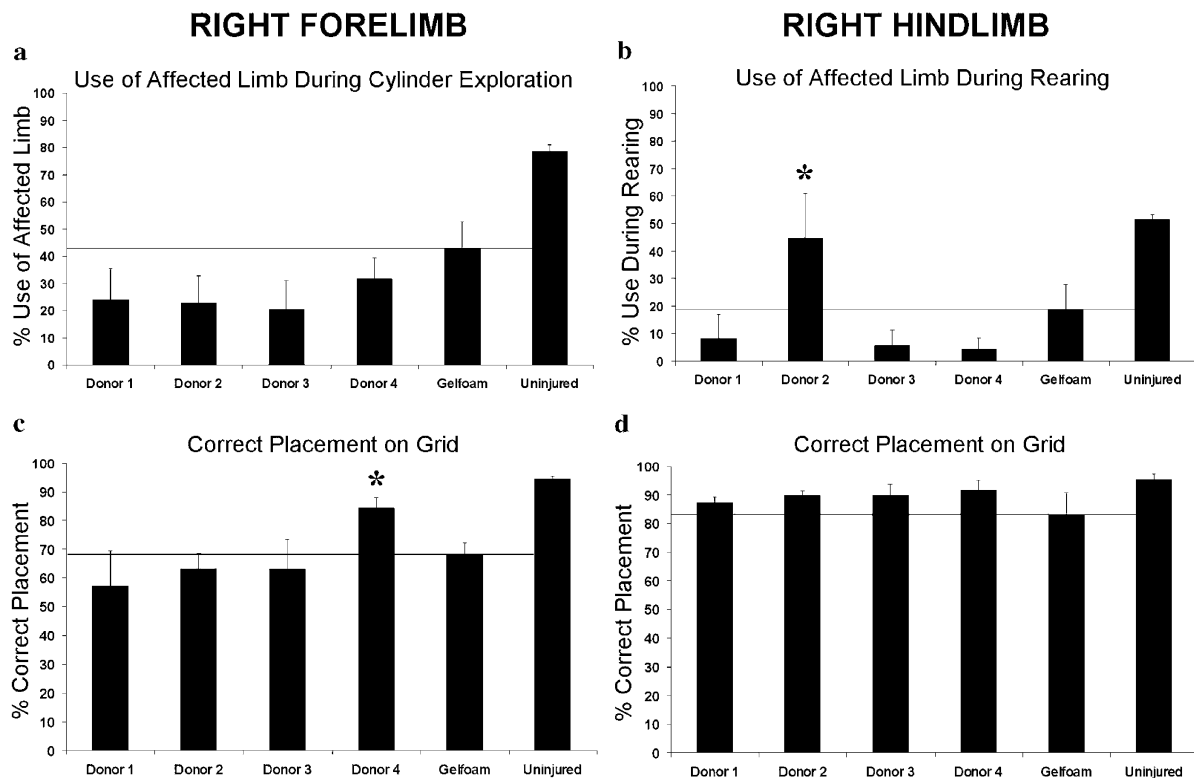 RIGHT FORELIMB
RIGHT HINDLIMB
a
Use of Affected Limb During Cylinder Exploration
% Use of Affected Limb
100
90
80
70
60
50
40
30
20
10
0
Donor 1 Donor 2 Donor 3 Donor 4 Gelfoam Uninjured
b
Use of Affected Limb During Rearing
% Use During Rearing
100
90
80
70
60
50
40
30
20
10
0
*
Donor 1 Donor 2 Donor 3 Donor 4 Gelfoam Uninjured
c
Correct Placement on Grid
% Correct Placement
100
90
80
70
60
50
40
30
20
10
0
*
Donor 1 Donor 2 Donor 3 Donor 4 Gelfoam Uninjured
d
Correct Placement on Grid
% Correct Placement
100
90
80
70
60
50
40
30
20
10
0
Donor 1 Donor 2 Donor 3 Donor 4 Gelfoam Uninjured